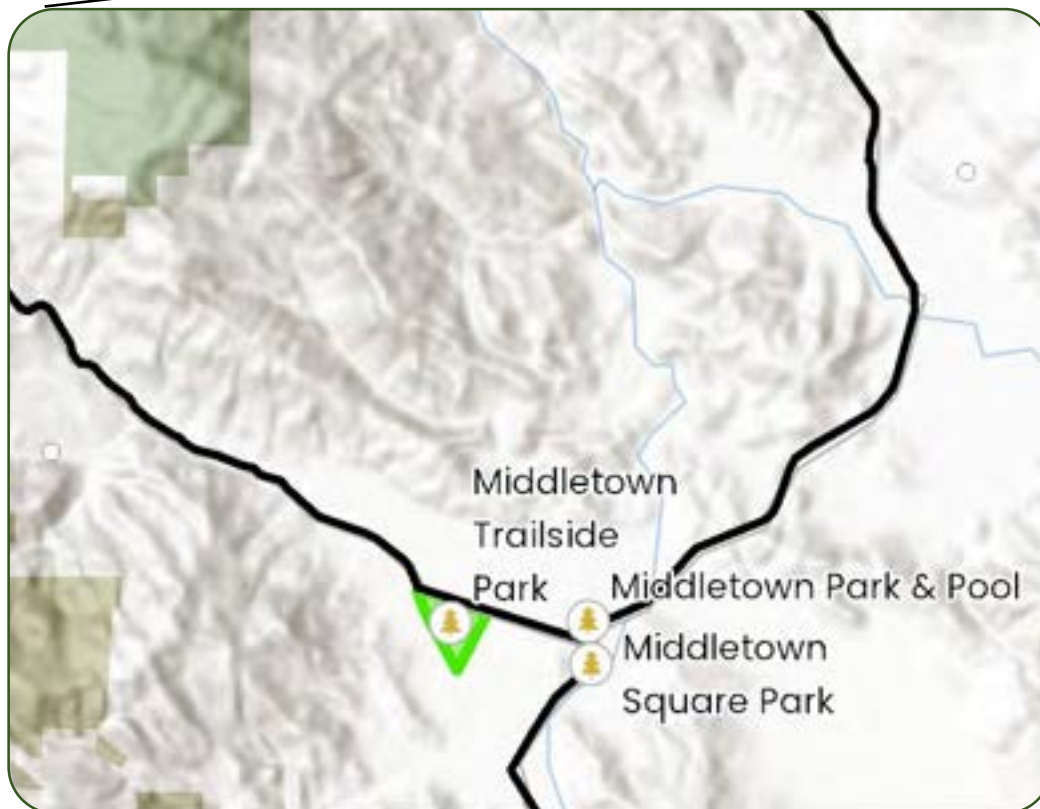 Middletown
Trailside
Park
Middletown Park & Pool
Middletown
Square Park